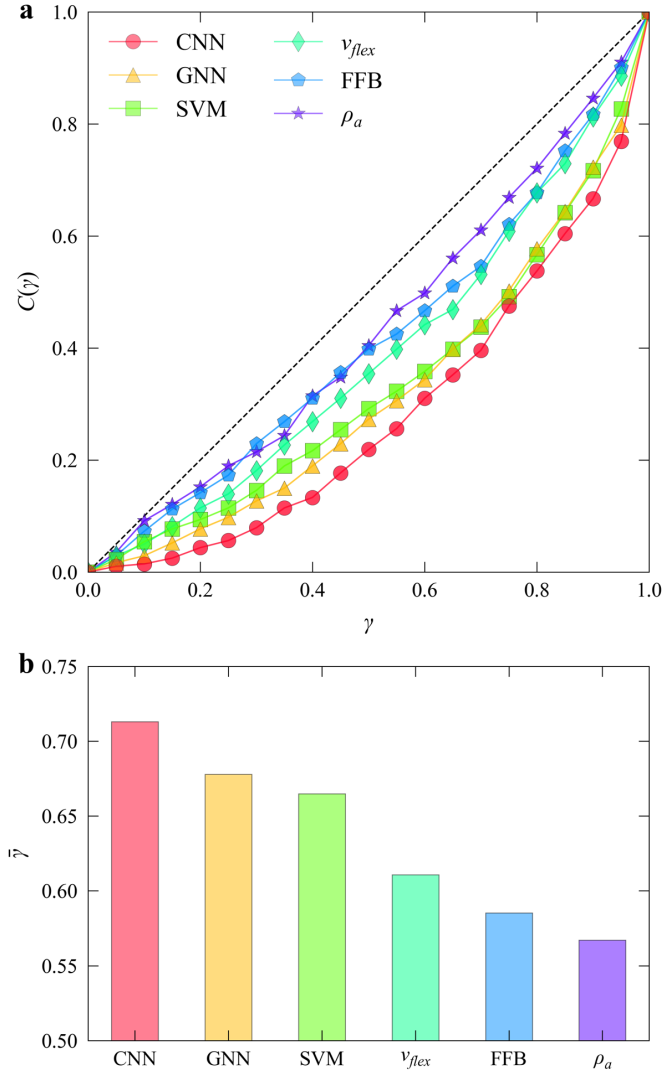 a
CNN
GNN
SVM
v_flex
FFB
ρ_a
1.0
0.8
0.6
0.4
0.2
0.0
C(γ)
0.0 0.2 0.4 0.6 0.8 1.0
γ
b
0.75
0.70
0.65
0.60
0.55
0.50
γ̄
CNN GNN SVM v_flex FFB ρ_a